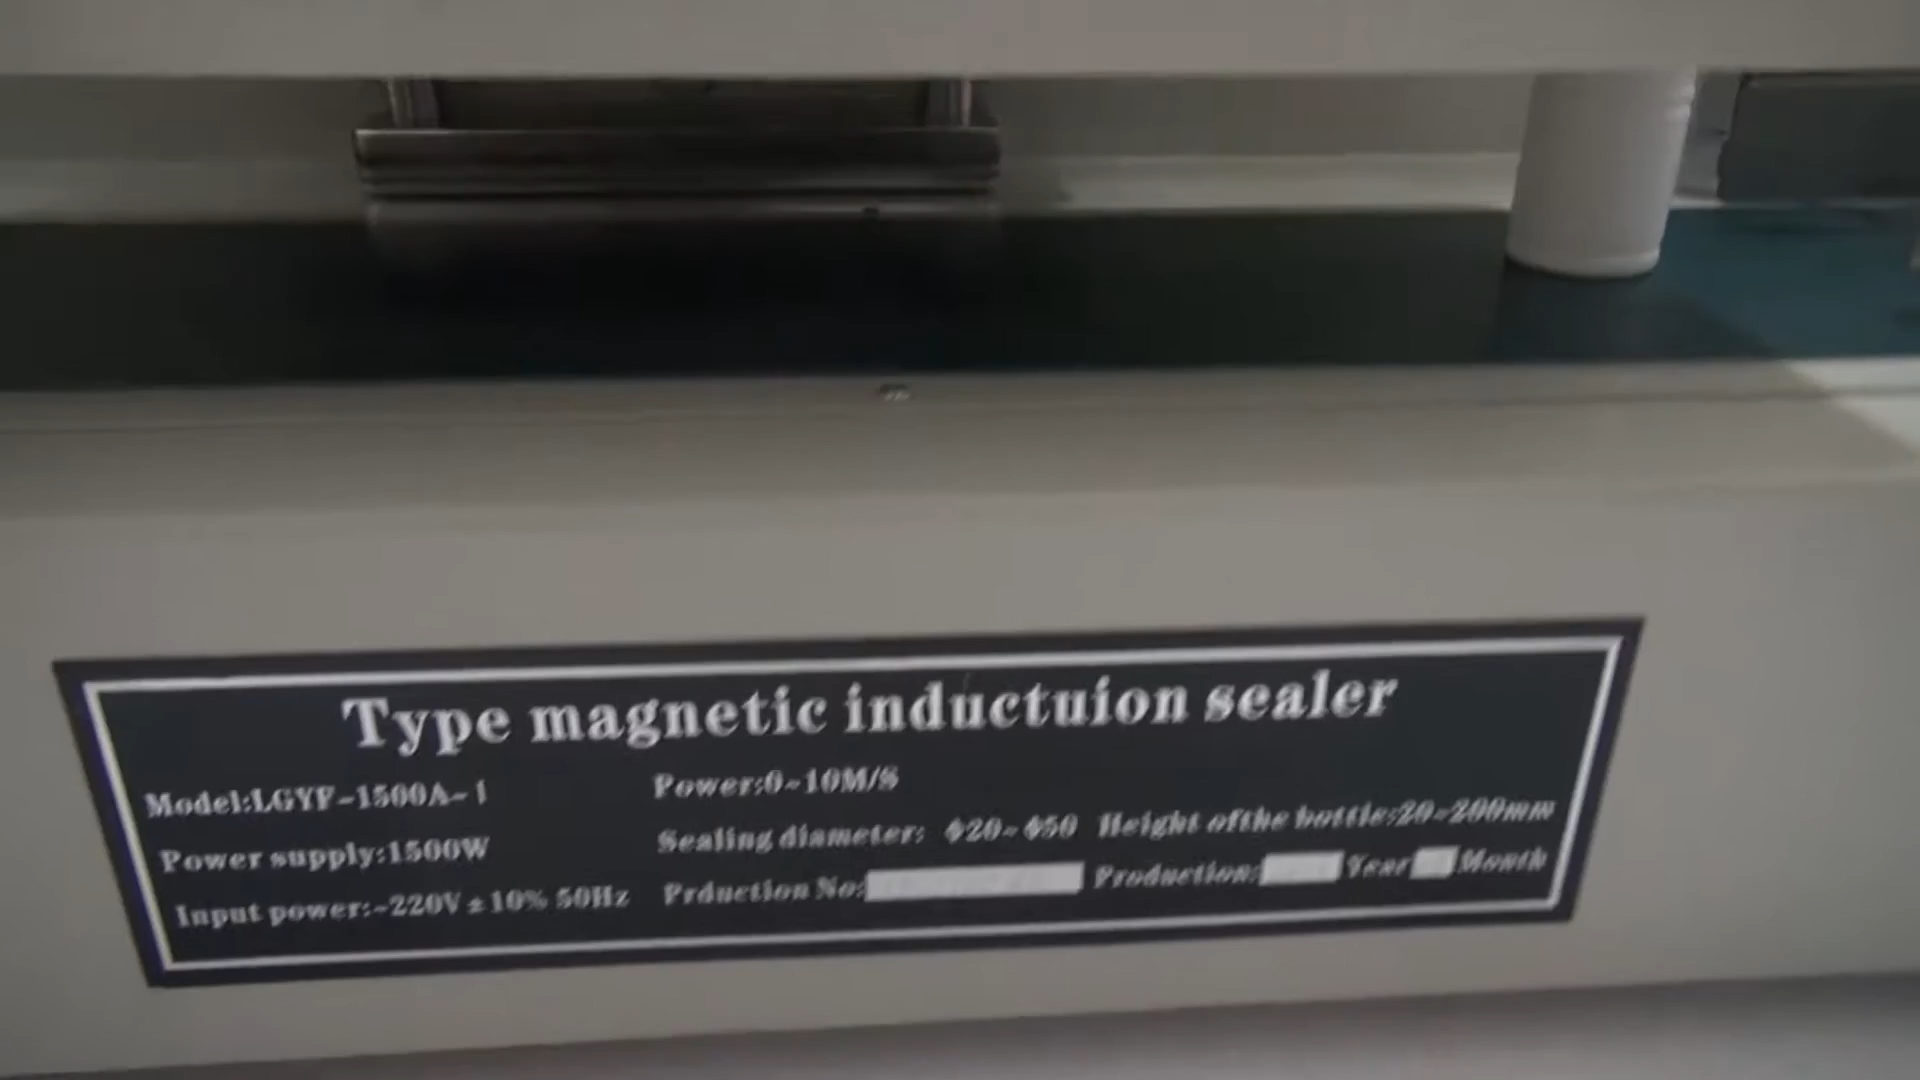 Type magnetic inductuion sealer
Model:LGYF-1500A-1 Power:0~10M/S
Power supply:1500W Sealing diameter: Φ20~Φ50 Height ofthe bottle:20~200mm
Input power:~220V±10% 50Hz Prduction No: Production: Year Month